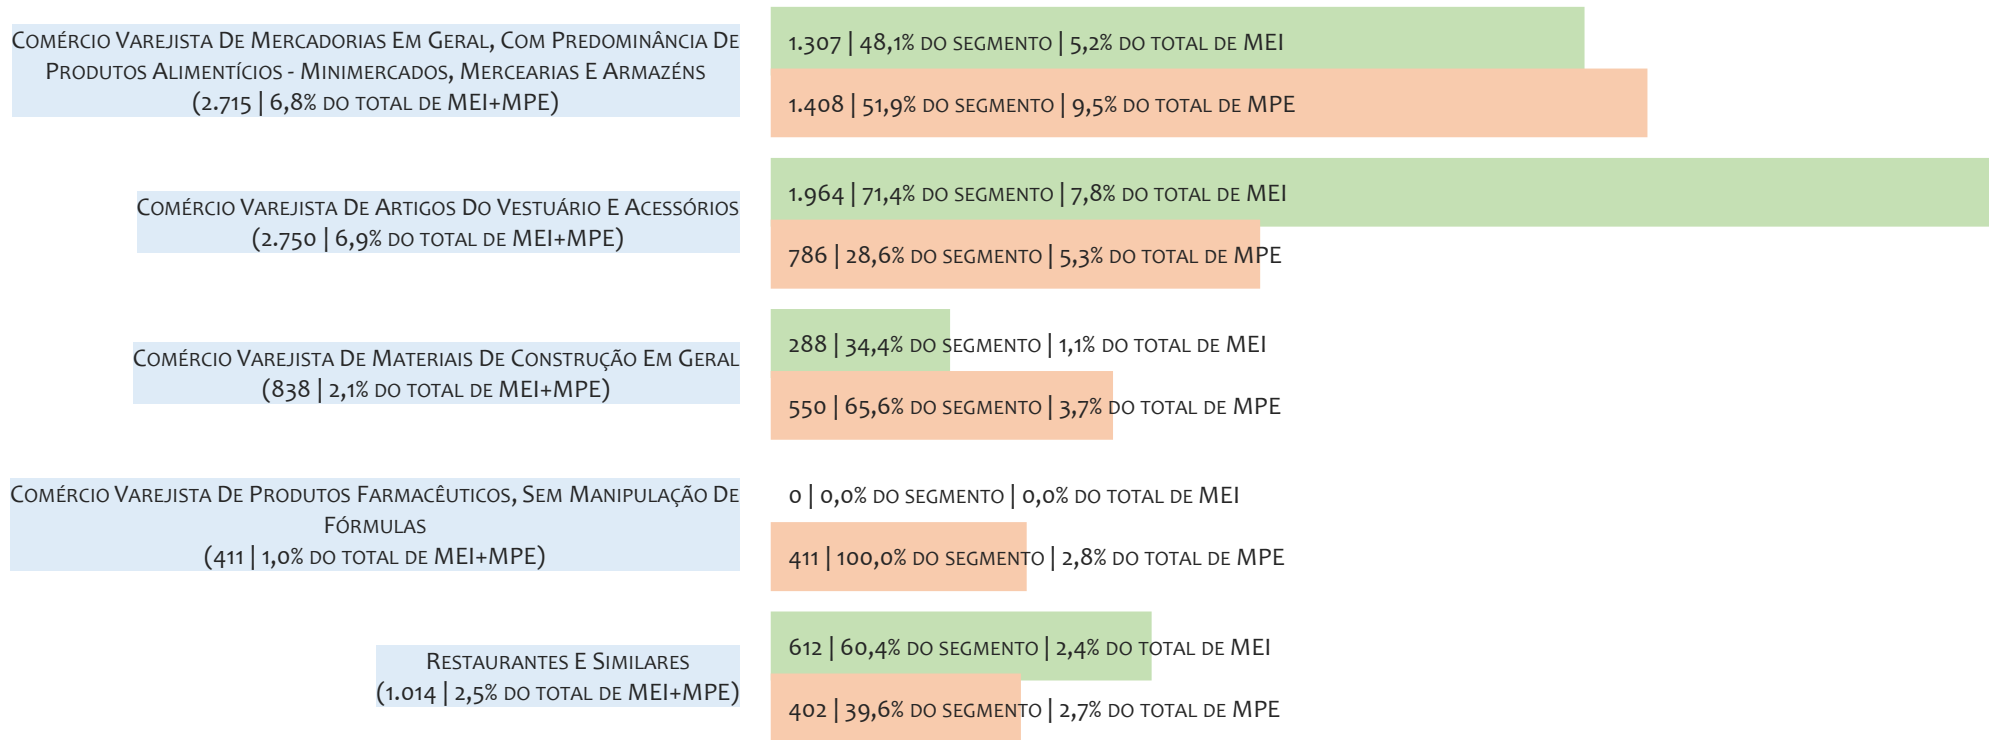 Comércio Varejista De Mercadorias Em Geral, Com Predominância De
Produtos Alimentícios - Minimercados, Mercearias E Armazéns
(2.715 | 6,8% do total de MEI+MPE)
1.307 | 48,1% do segmento | 5,2% do total de MEI
1.408 | 51,9% do segmento | 9,5% do total de MPE
Comércio Varejista De Artigos Do Vestuário E Acessórios
(2.750 | 6,9% do total de MEI+MPE)
1.964 | 71,4% do segmento | 7,8% do total de MEI
786 | 28,6% do segmento | 5,3% do total de MPE
Comércio Varejista De Materiais De Construção Em Geral
(838 | 2,1% do total de MEI+MPE)
288 | 34,4% do segmento | 1,1% do total de MEI
550 | 65,6% do segmento | 3,7% do total de MPE
Comércio Varejista De Produtos Farmacêuticos, Sem Manipulação De
Fórmulas
(411 | 1,0% do total de MEI+MPE)
0 | 0,0% do segmento | 0,0% do total de MEI
411 | 100,0% do segmento | 2,8% do total de MPE
Restaurantes E Similares
(1.014 | 2,5% do total de MEI+MPE)
612 | 60,4% do segmento | 2,4% do total de MEI
402 | 39,6% do segmento | 2,7% do total de MPE